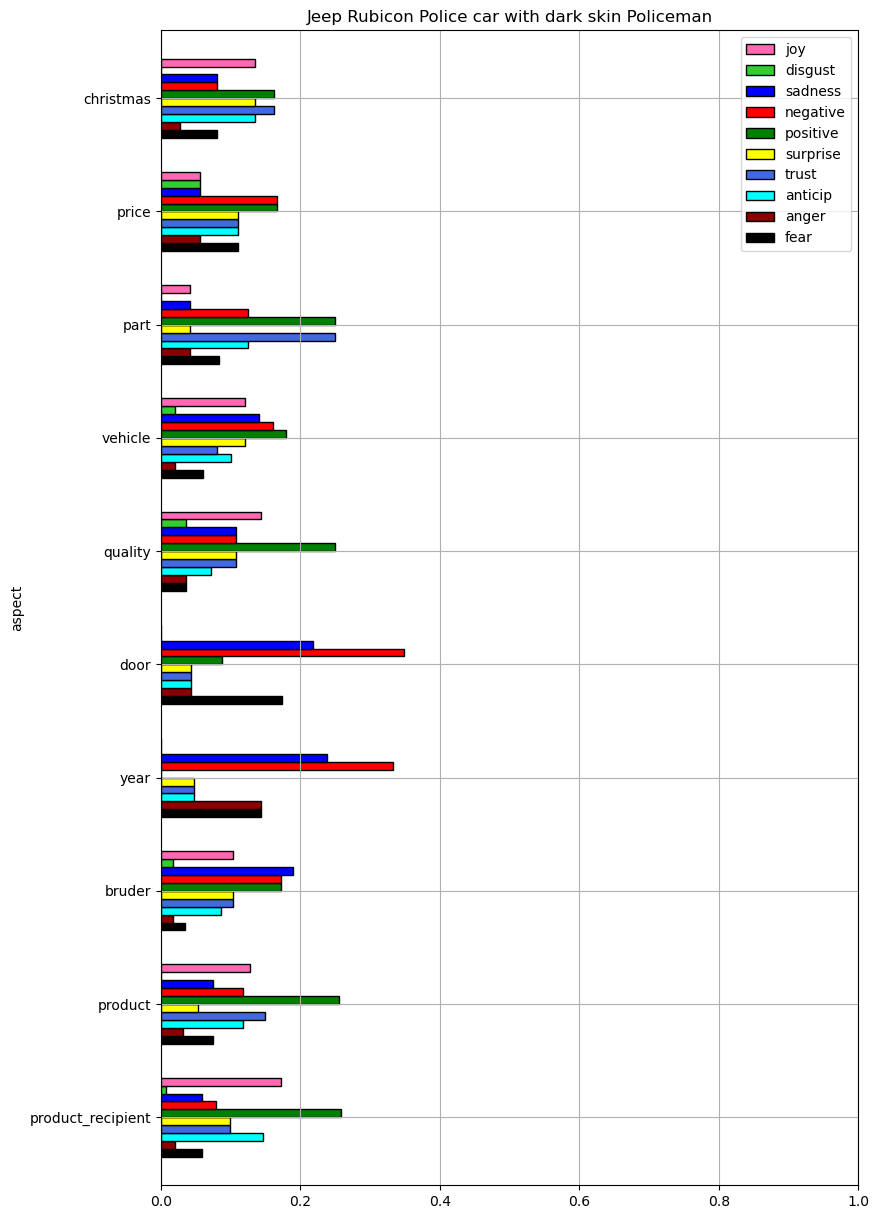 Jeep Rubicon Police car with dark skin Policeman
joy
disgust
sadness
negative
positive
surprise
trust
anticip
anger
fear
christmas
price
part
vehicle
quality
door
year
bruder
product
product_recipient
aspect
0.0 0.2 0.4 0.6 0.8 1.0